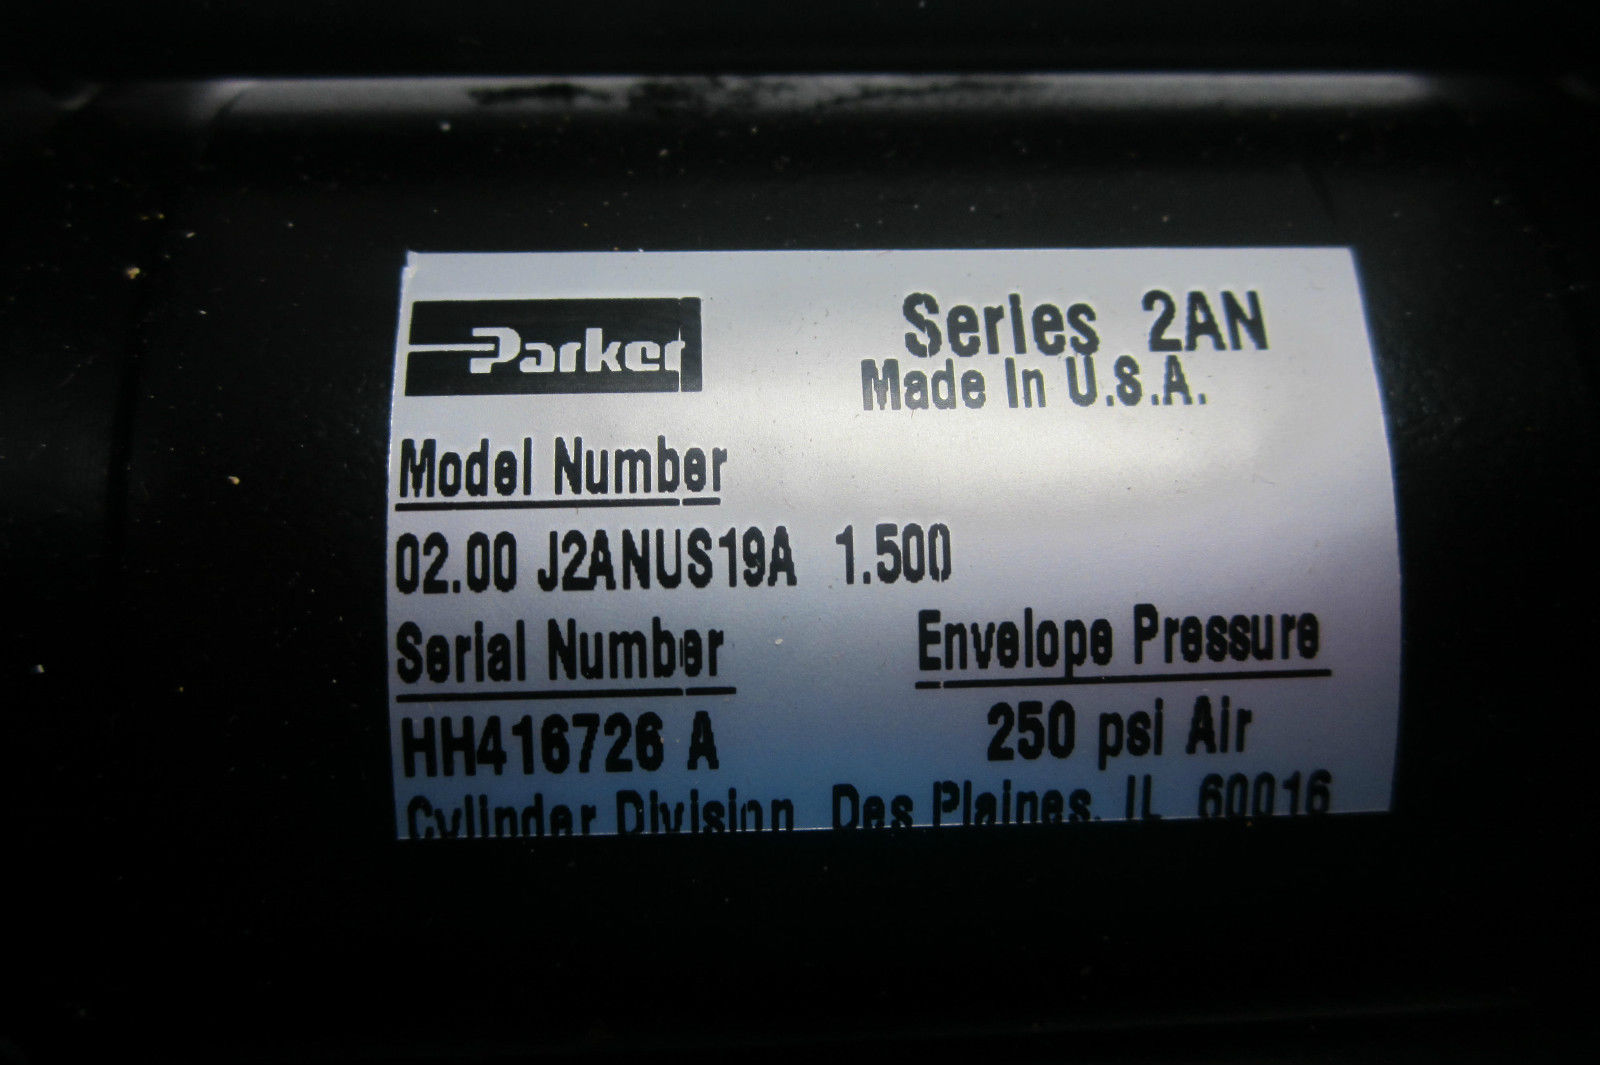 Parker
Series 2AN
Made In U.S.A.
Model Number
02.00 J2ANUS19A 1.500
Serial Number
Envelope Pressure
HH416726 A
250 psi Air
Cylinder Division Des Plaines, IL 60016